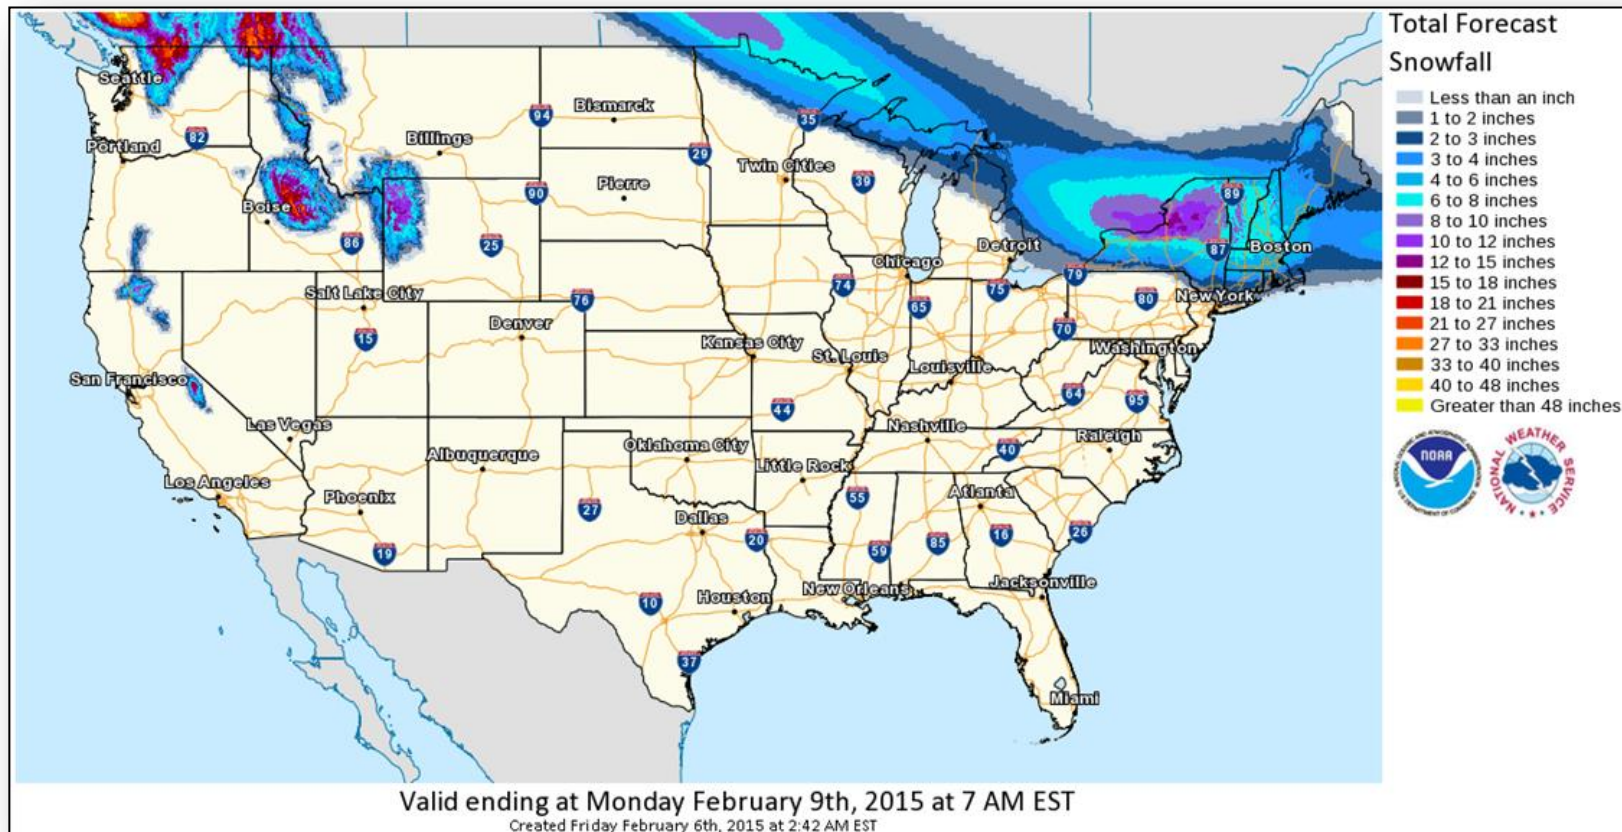 Total Forecast
Snowfall
Less than an inch
1 to 2 inches
2 to 3 inches
3 to 4 inches
4 to 6 inches
6 to 8 inches
8 to 10 inches
10 to 12 inches
12 to 15 inches
15 to 18 inches
18 to 21 inches
21 to 27 inches
27 to 33 inches
33 to 40 inches
40 to 48 inches
Greater than 48 inches
NOAA
NATIONAL WEATHER SERVICE
Seattle
94
Bismarck
35
82
Portland
Billings
29
Twin Cities
39
Pierre
90
89
Boise
86
25
Detroit
87
Boston
Chicago
79
74
75
Salt Lake City
76
65
80
New York
15
Denver
70
Kansas City
St. Louis
Washington
Louisville
San Francisco
64
95
44
Las Vegas
Nashville
Raleigh
Albuquerque
Oklahoma City
40
Little Rock
Los Angeles
Phoenix
55
Atlanta
27
Dallas
20
16
26
19
59
85
Jacksonville
10
Houston
New Orleans
37
Miami
Valid ending at Monday February 9th, 2015 at 7 AM EST
Created Friday February 6th, 2015 at 2:42 AM EST